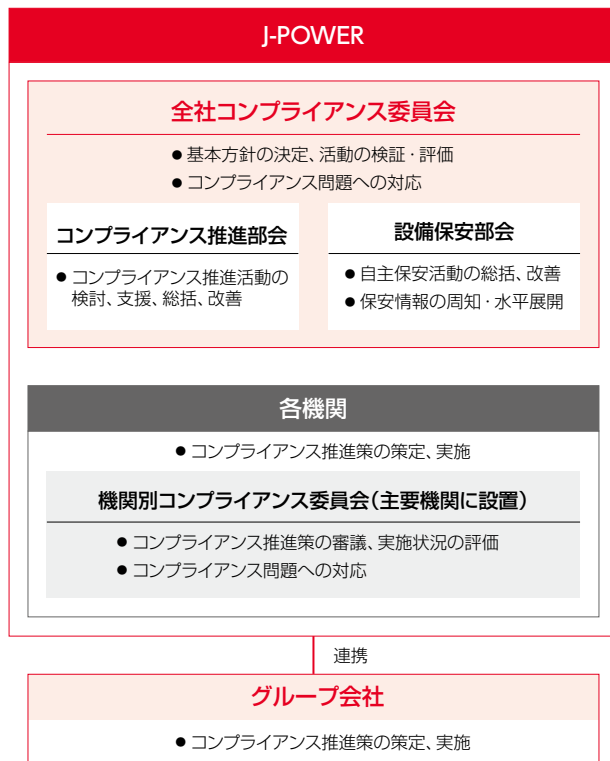 J-POWER
全社コンプライアンス委員会
● 基本方針の決定、活動の検証・評価
● コンプライアンス問題への対応
コンプライアンス推進部会
● コンプライアンス推進活動の
検討、支援、総括、改善
設備保安部会
● 自主保安活動の総括、改善
● 保安情報の周知・水平展開
各機関
● コンプライアンス推進策の策定、実施
機関別コンプライアンス委員会(主要機関に設置)
● コンプライアンス推進策の審議、実施状況の評価
● コンプライアンス問題への対応
連携
グループ会社
● コンプライアンス推進策の策定、実施